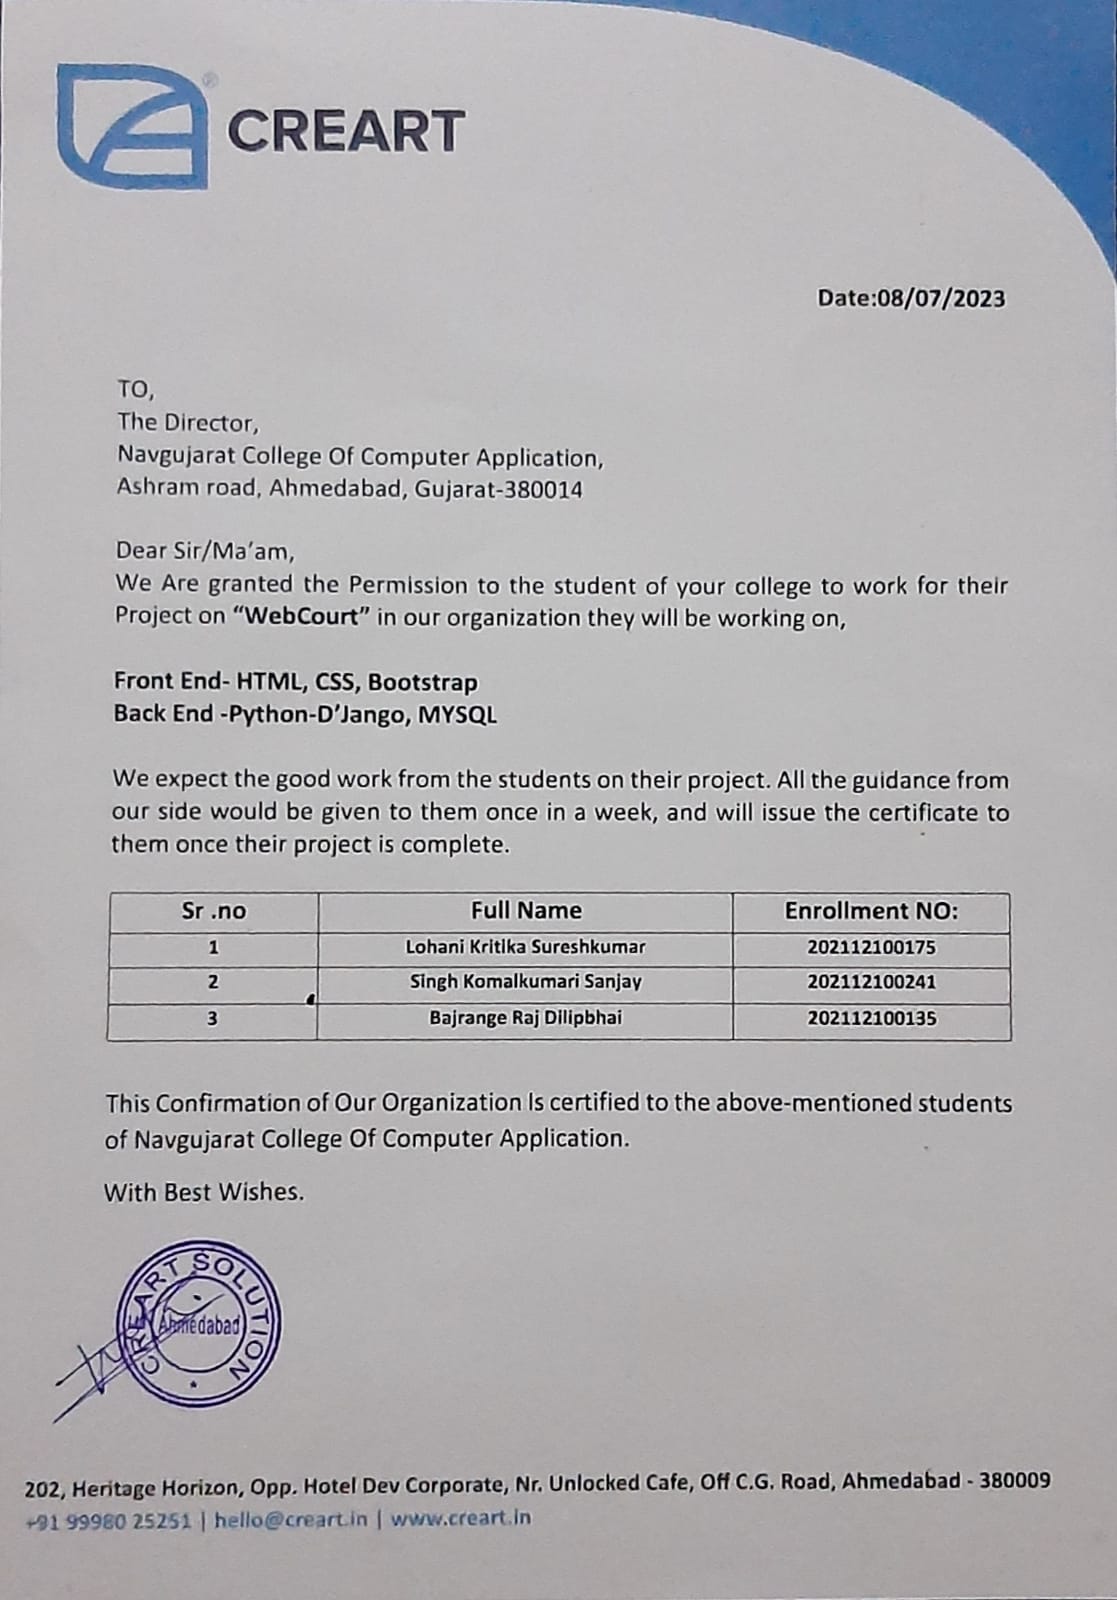 CREART
Date:08/07/2023
TO,
The Director,
Navgujarat College Of Computer Application,
Ashram road, Ahmedabad, Gujarat-380014
Dear Sir/Ma'am,
We Are granted the Permission to the student of your college to work for their
Project on “WebCourt” in our organization they will be working on,
Front End- HTML, CSS, Bootstrap
Back End -Python-D'Jango, MYSQL
We expect the good work from the students on their project. All the guidance from
our side would be given to them once in a week, and will issue the certificate to
them once their project is complete.
Sr .no Full Name Enrollment NO:
1 Lohani Kritika Sureshkumar 202112100175
2 Singh Komalkumari Sanjay 202112100241
3 Bajrange Raj Dilipbhai 202112100135
This Confirmation of Our Organization Is certified to the above-mentioned students
of Navgujarat College Of Computer Application.
With Best Wishes.
CREART SOLUTION
Ahmedabad
202, Heritage Horizon, Opp. Hotel Dev Corporate, Nr. Unlocked Cafe, Off C.G. Road, Ahmedabad - 380009
+91 99980 25251 | hello@creart.in | www.creart.in